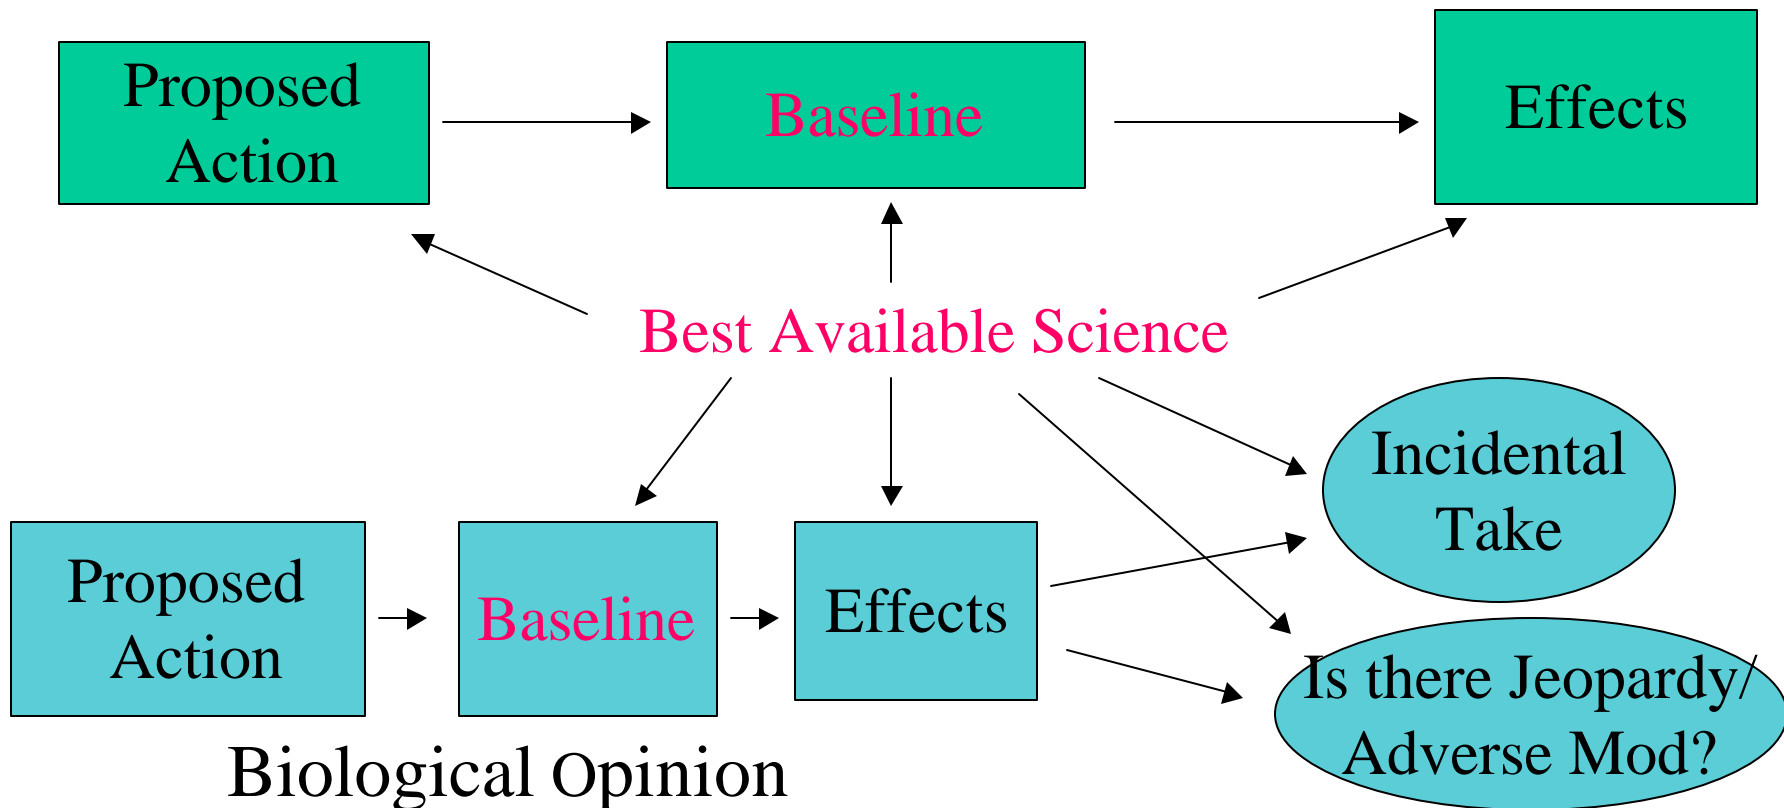 Proposed
Action
Baseline
Effects
Best Available Science
Incidental
Take
Proposed
Action
Baseline
Effects
Is there Jeopardy/
Adverse Mod?
Biological Opinion